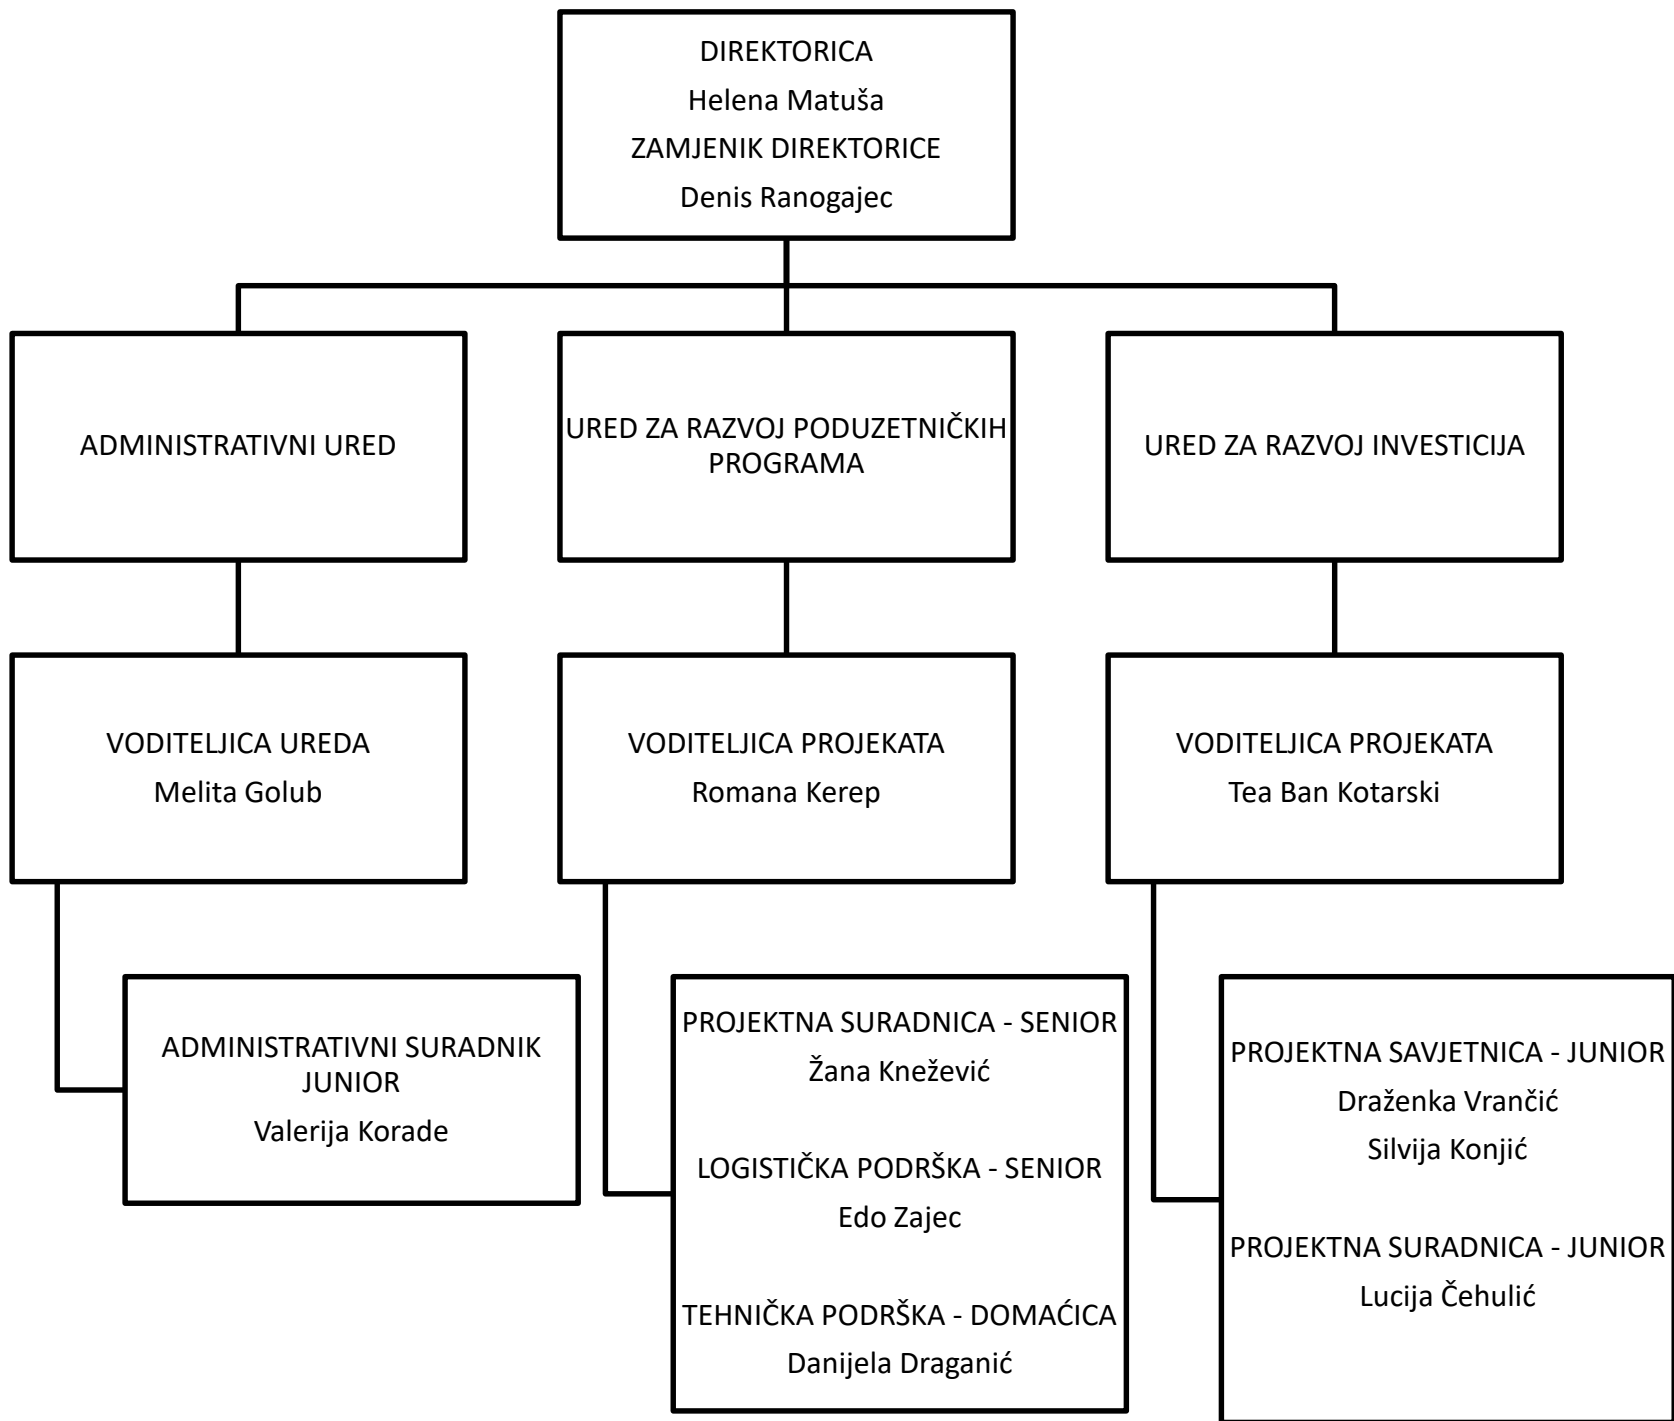 DIREKTORICA
Helena Matuša
ZAMJENIK DIREKTORICE
Denis Ranogajec
ADMINISTRATIVNI URED
URED ZA RAZVOJ PODUZETNIČKIH
PROGRAMA
URED ZA RAZVOJ INVESTICIJA
VODITELJICA UREDA
Melita Golub
VODITELJICA PROJEKATA
Romana Kerep
VODITELJICA PROJEKATA
Tea Ban Kotarski
ADMINISTRATIVNI SURADNIK
JUNIOR
Valerija Korade
PROJEKTNA SURADNICA - SENIOR
Žana Knežević
LOGISTIČKA PODRŠKA - SENIOR
Edo Zajec
TEHNIČKA PODRŠKA - DOMAĆICA
Danijela Draganić
PROJEKTNA SAVJETNICA - JUNIOR
Draženka Vrančić
Silvija Konjić
PROJEKTNA SURADNICA - JUNIOR
Lucija Čehulić